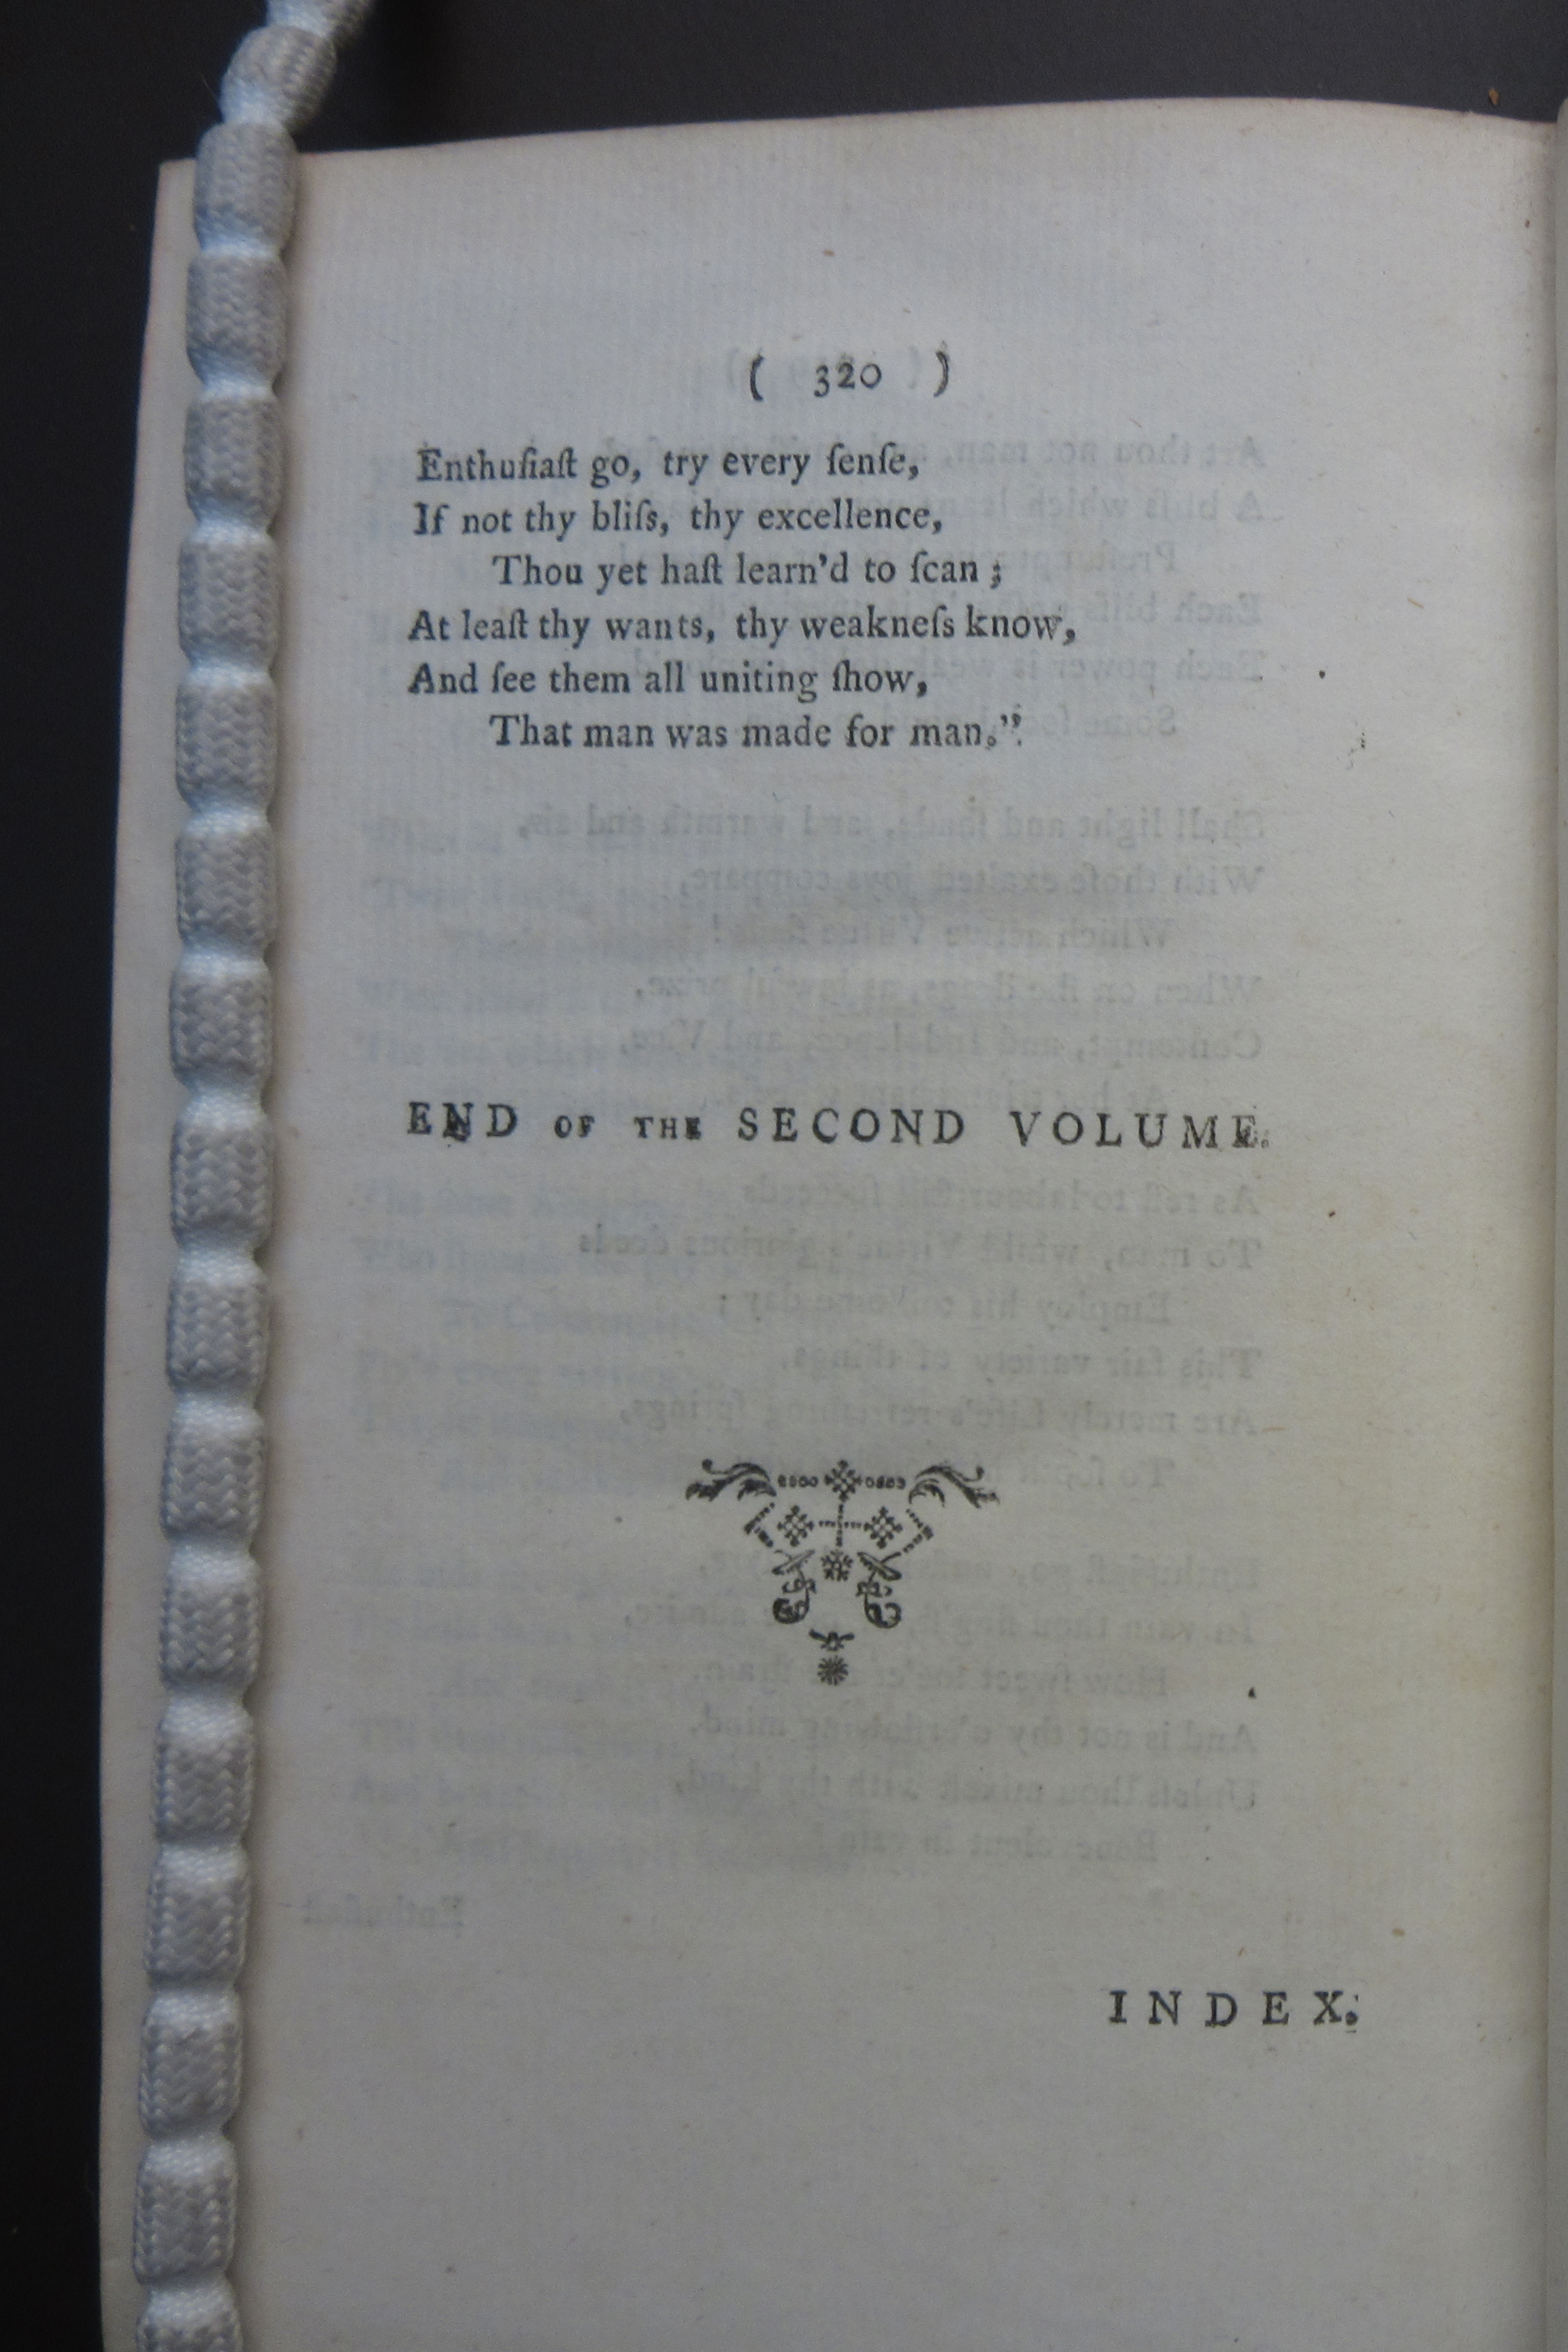 ( 320 )
Enthuſiaſt go, try every ſenſe,
If not thy bliſs, thy excellence,
Thou yet haſt learn'd to ſcan ;
At leaſt thy wants, thy weakneſs know,
And ſee them all uniting ſhow,
That man was made for man."
END OF THE SECOND VOLUME.
INDEX.